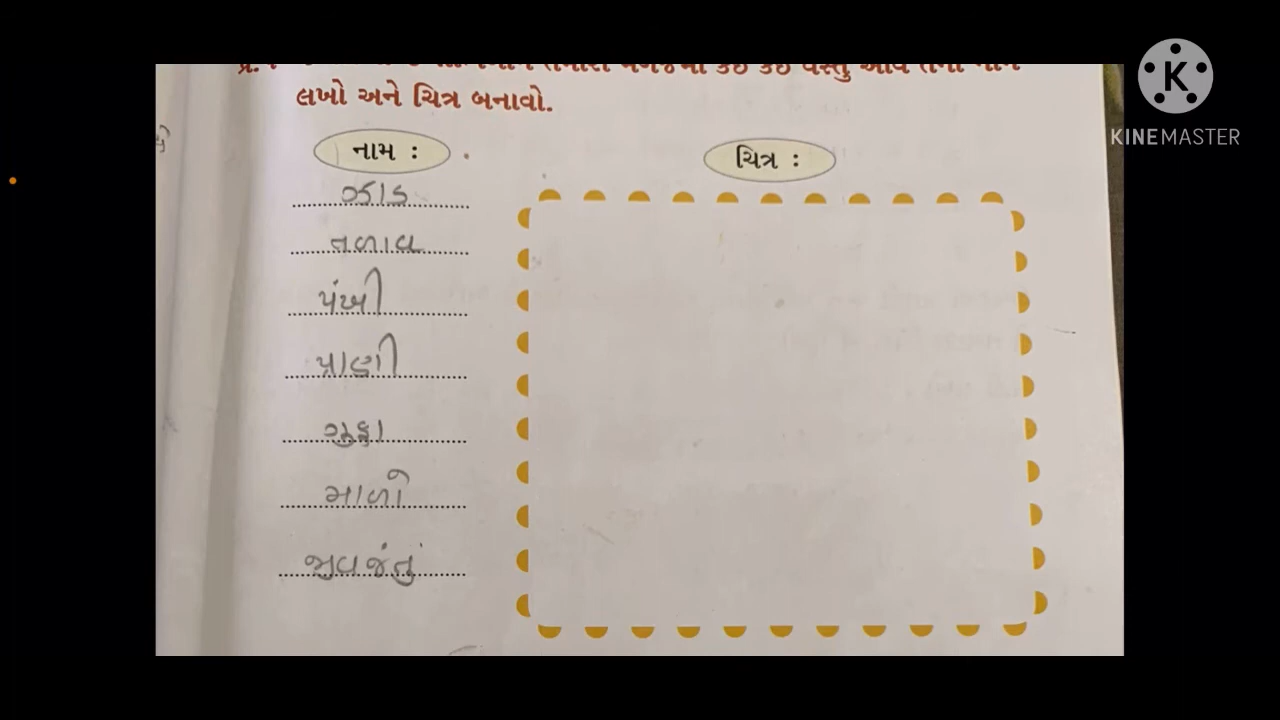 લખો અને ચિત્ર બનાવો.
નામ :
ચિત્ર :
ઝાડ
તળાવ
પંખી
પ્રાણી
ગુફા
માળો
જીવજંતું
KINEMASTER